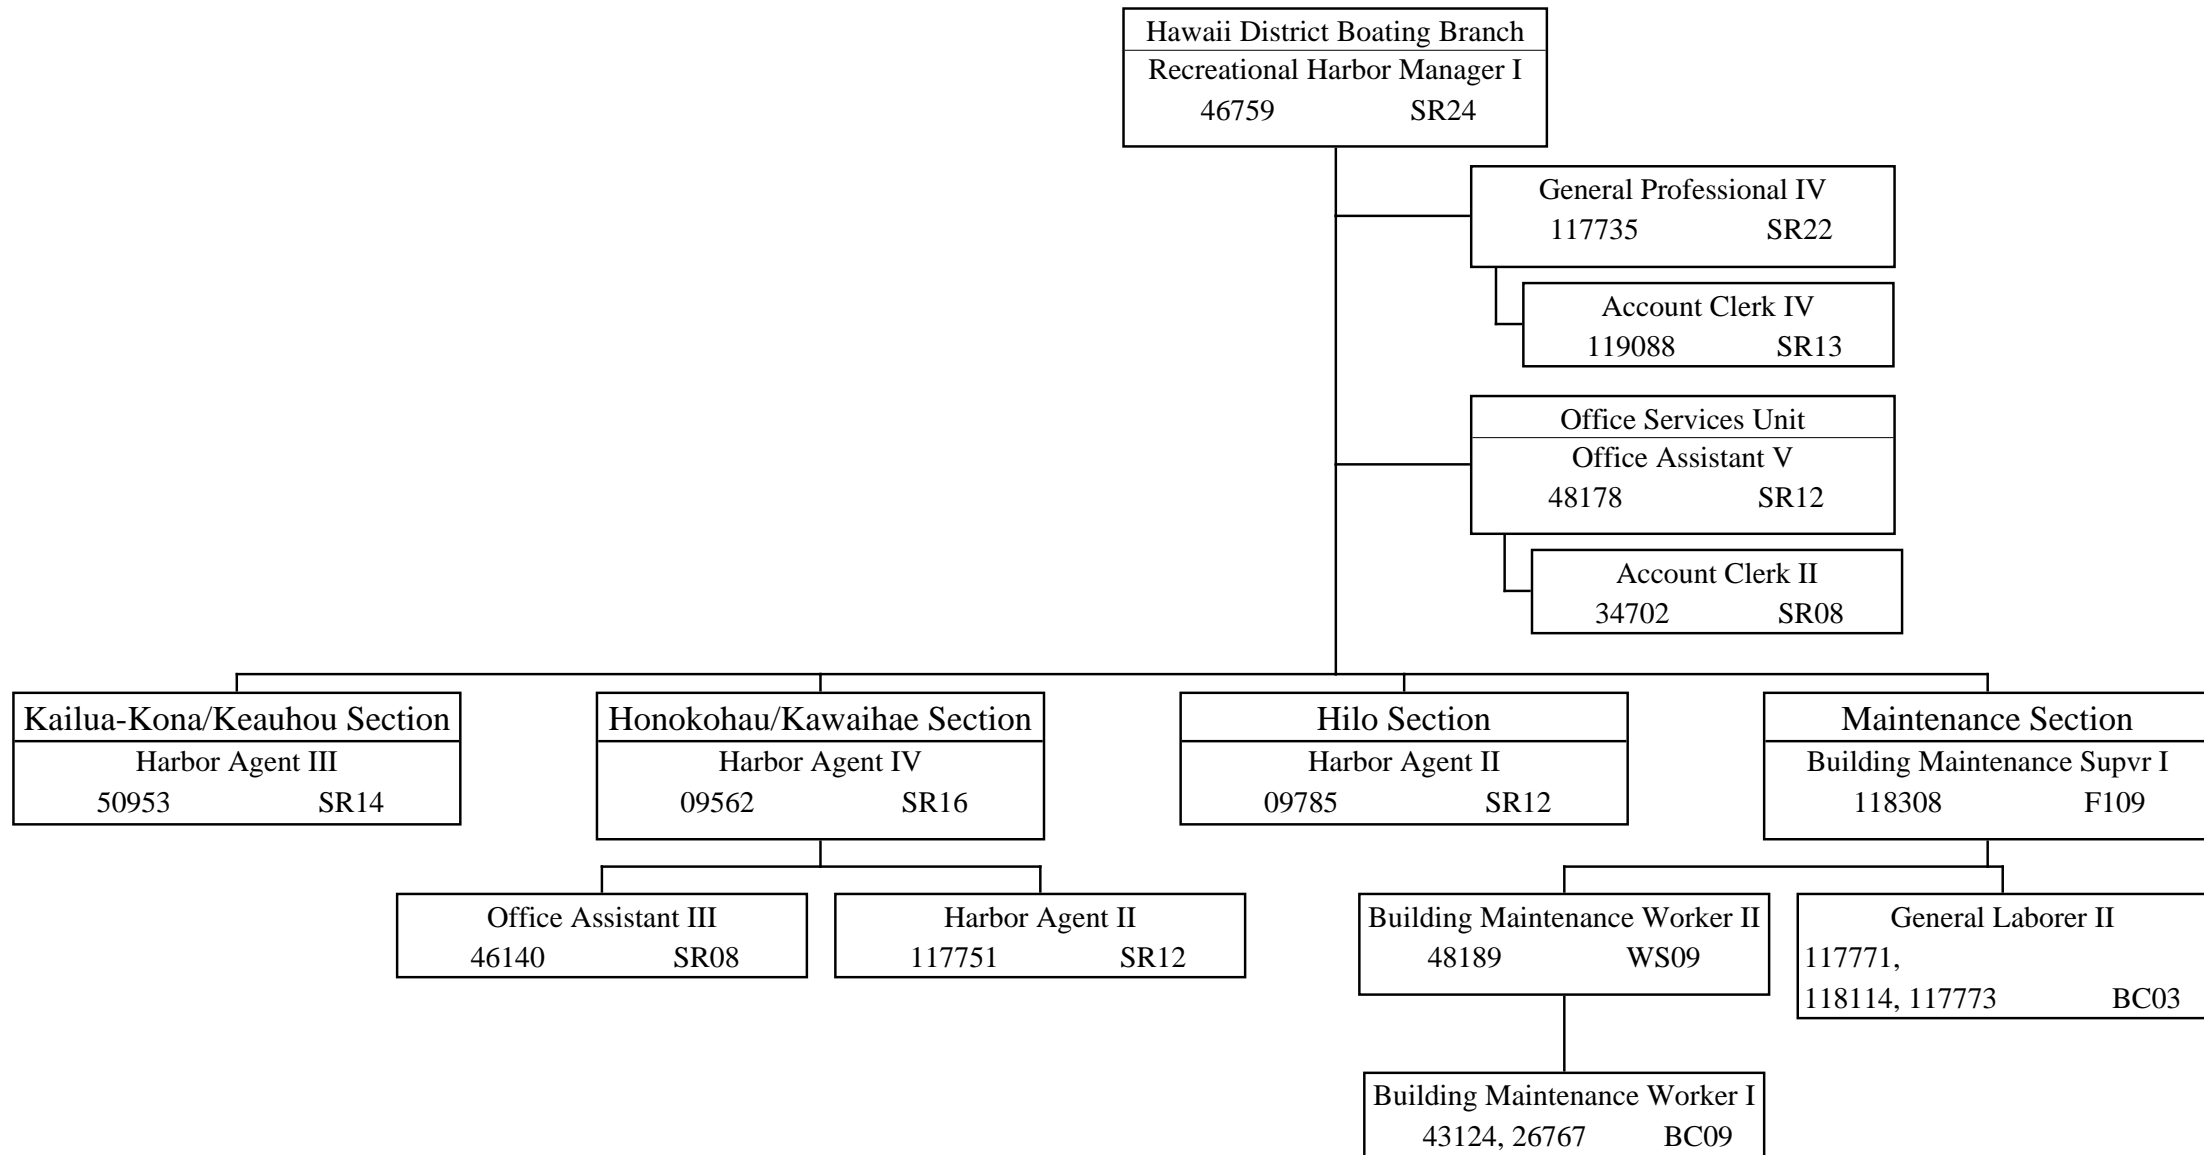 Hawaii District Boating Branch
Recreational Harbor Manager I
46759 SR24
General Professional IV
117735 SR22
Account Clerk IV
119088 SR13
Office Services Unit
Office Assistant V
48178 SR12
Account Clerk II
34702 SR08
Kailua-Kona/Keauhou Section
Harbor Agent III
50953 SR14
Honokohau/Kawaihae Section
Harbor Agent IV
09562 SR16
Hilo Section
Harbor Agent II
09785 SR12
Maintenance Section
Building Maintenance Supvr I
118308 F109
Office Assistant III
46140 SR08
Harbor Agent II
117751 SR12
Building Maintenance Worker II
48189 WS09
General Laborer II
117771,
118114, 117773 BC03
Building Maintenance Worker I
43124, 26767 BC09